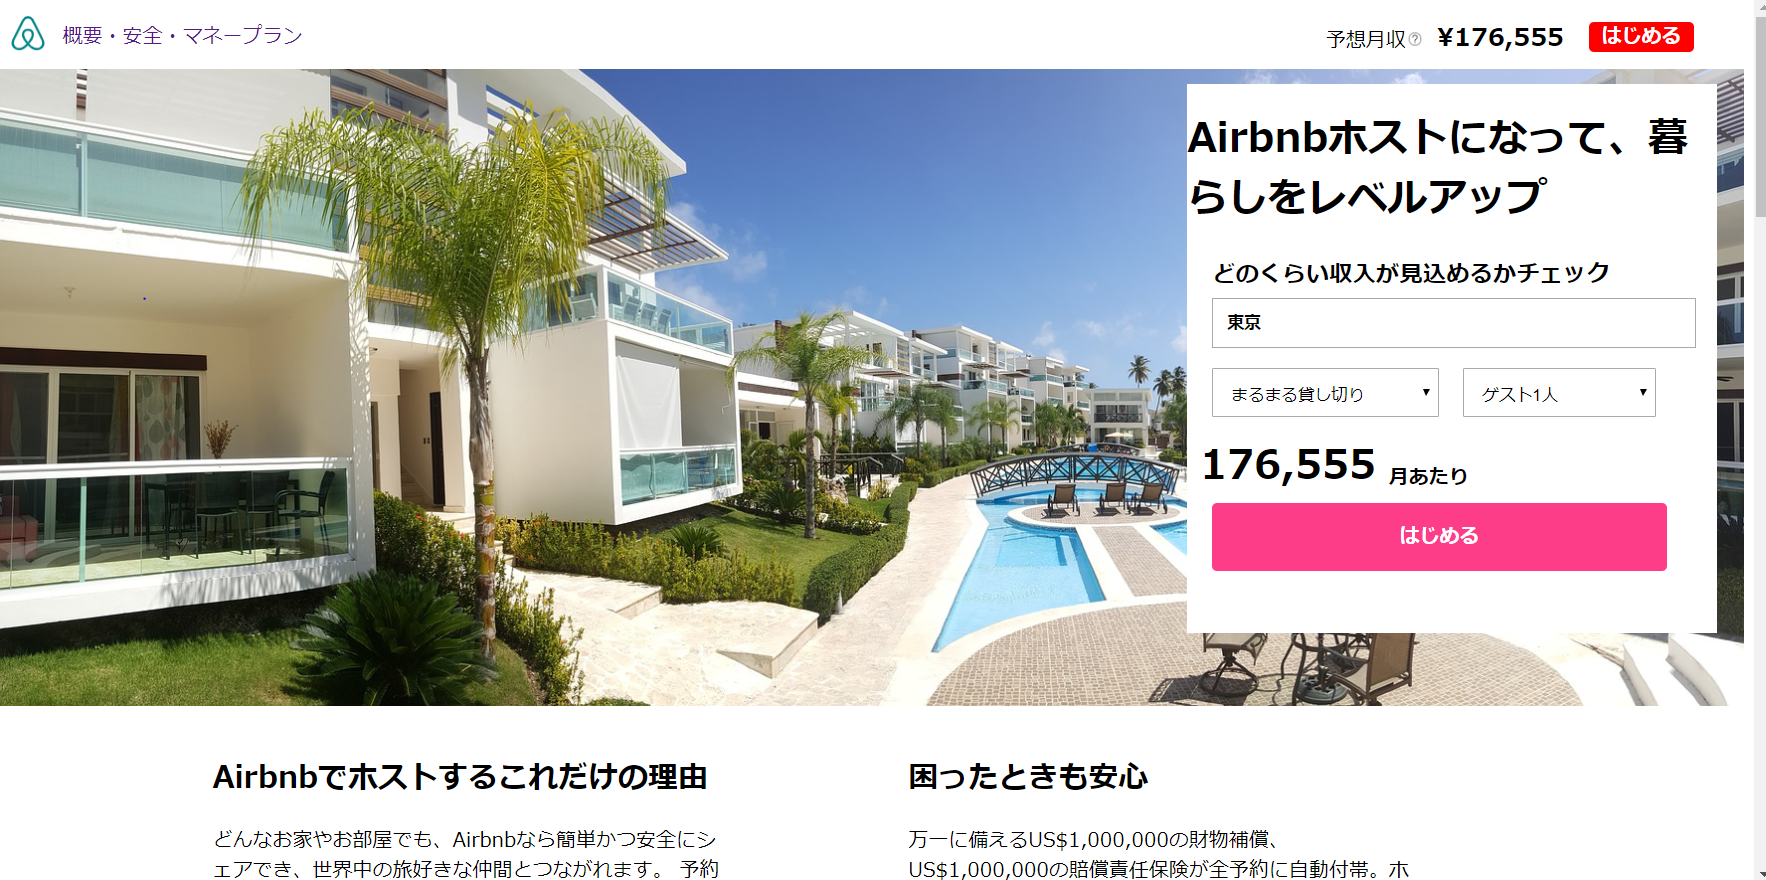 概要・安全・マネープラン
予想月収? ¥176,555 はじめる
Airbnbホストになって、暮
らしをレベルアップ
どのくらい収入が見込めるかチェック
東京
まるまる貸し切り ゲスト1人
176,555 月あたり
はじめる
Airbnbでホストするこれだけの理由
どんなお家やお部屋でも、Airbnbなら簡単かつ安全にシ
ェアでき、世界中の旅好きな仲間とつながれます。 予約
困ったときも安心
万一に備えるUS$1,000,000の財物補償、
US$1,000,000の賠償責任保険が全予約に自動付帯。ホ